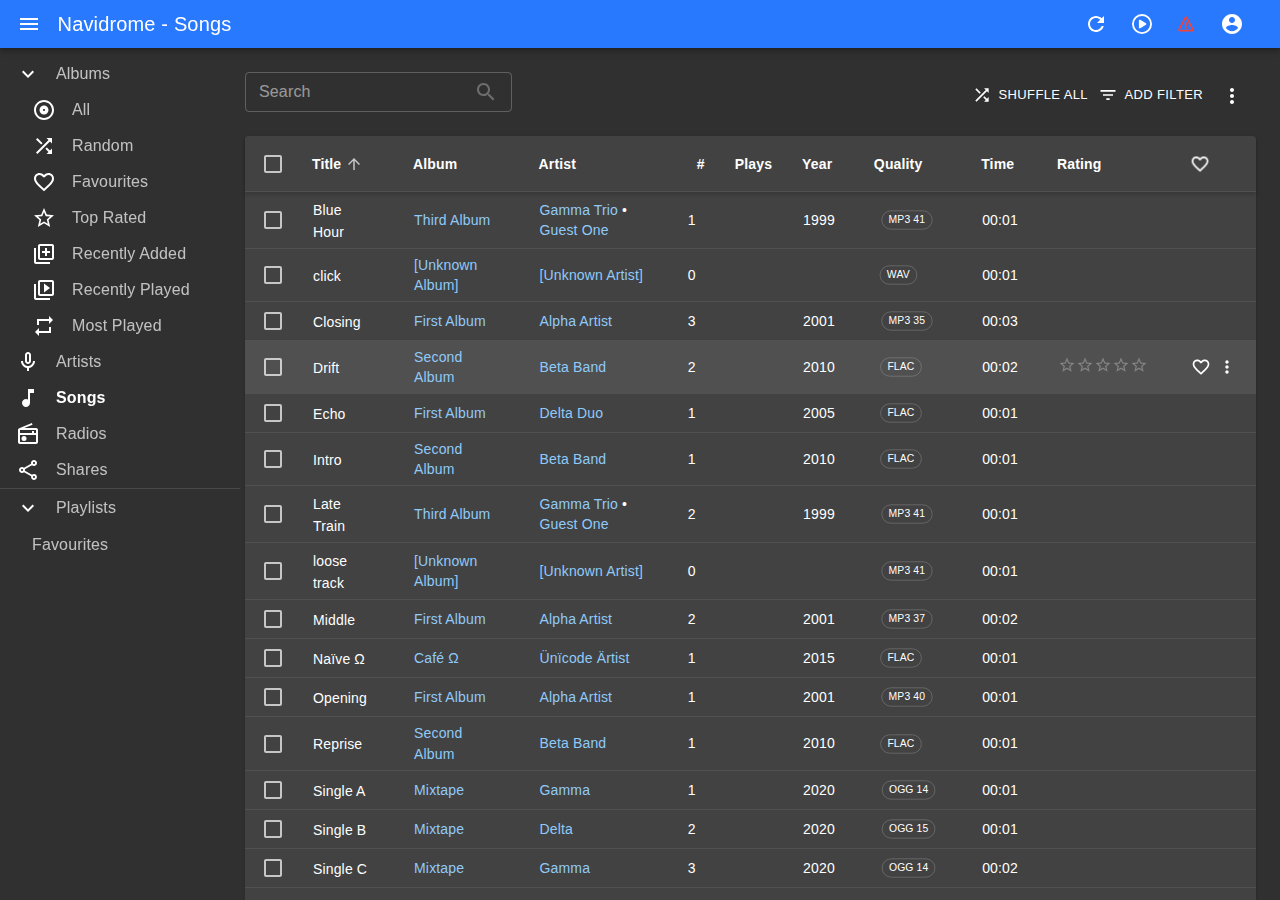 Navidrome - Songs
Albums
All
Random
Favourites
Top Rated
Recently Added
Recently Played
Most Played
Artists
Songs
Radios
Shares
Playlists
Favourites
Search
SHUFFLE ALL ADD FILTER
Title Album Artist # Plays Year Quality Time Rating
Blue Hour Third Album Gamma Trio • Guest One 1 1999 MP3 41 00:01
click [Unknown Album] [Unknown Artist] 0 WAV 00:01
Closing First Album Alpha Artist 3 2001 MP3 35 00:03
Drift Second Album Beta Band 2 2010 FLAC 00:02
Echo First Album Delta Duo 1 2005 FLAC 00:01
Intro Second Album Beta Band 1 2010 FLAC 00:01
Late Train Third Album Gamma Trio • Guest One 2 1999 MP3 41 00:01
loose track [Unknown Album] [Unknown Artist] 0 MP3 41 00:01
Middle First Album Alpha Artist 2 2001 MP3 37 00:02
Naïve Ω Café Ω Ünïcode Ärtist 1 2015 FLAC 00:01
Opening First Album Alpha Artist 1 2001 MP3 40 00:01
Reprise Second Album Beta Band 1 2010 FLAC 00:01
Single A Mixtape Gamma 1 2020 OGG 14 00:01
Single B Mixtape Delta 2 2020 OGG 15 00:01
Single C Mixtape Gamma 3 2020 OGG 14 00:02